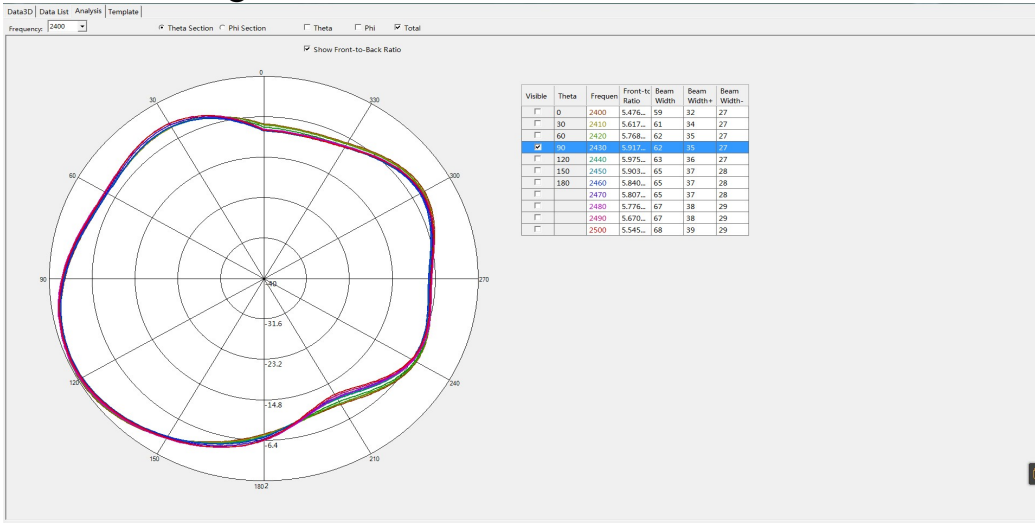 Data3D Data List Analysis Template
Frequency: 2400 Theta Section Phi Section Theta Phi Total
Show Front-to-Back Ratio
0
30
330
60
300
90
270
120
240
150
210
180
-40
-31.6
-23.2
-14.8
-6.4
2
Visible Theta Frequen Front-tc Ratio Beam Width Beam Width+ Beam Width-
0 2400 5.476... 59 32 27
30 2410 5.617... 61 34 27
60 2420 5.768... 62 35 27
90 2430 5.917... 62 35 27
120 2440 5.975... 63 36 27
150 2450 5.903... 65 37 28
180 2460 5.840... 65 37 28
2470 5.807... 65 37 28
2480 5.776... 67 38 29
2490 5.670... 67 38 29
2500 5.545... 68 39 29